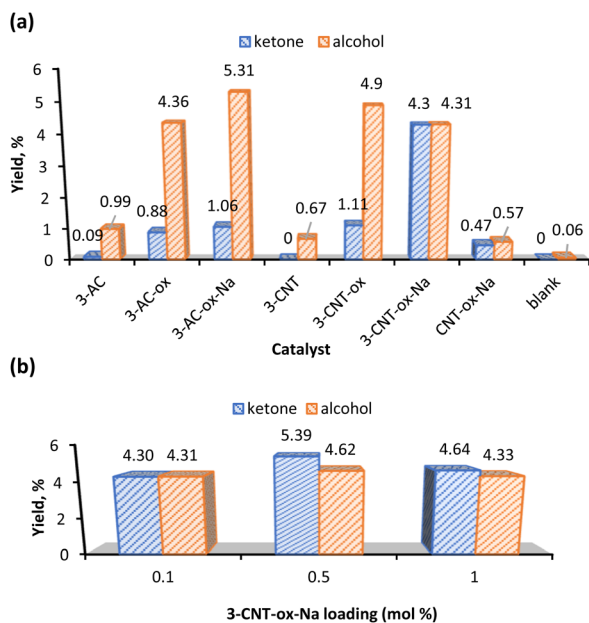 (a)
ketone alcohol
Yield, %
6
5
4
3
2
1
0
0.09 0.99 0.88 4.36 1.06 5.31 0 0.67 1.11 4.9 4.3 4.31 0.47 0.57 0 0.06
3-AC 3-AC-ox 3-AC-ox-Na 3-CNT 3-CNT-ox 3-CNT-ox-Na CNT-ox-Na blank
Catalyst
(b)
ketone alcohol
Yield, %
6
4
2
0
4.30 4.31 5.39 4.62 4.64 4.33
0.1 0.5 1
3-CNT-ox-Na loading (mol %)